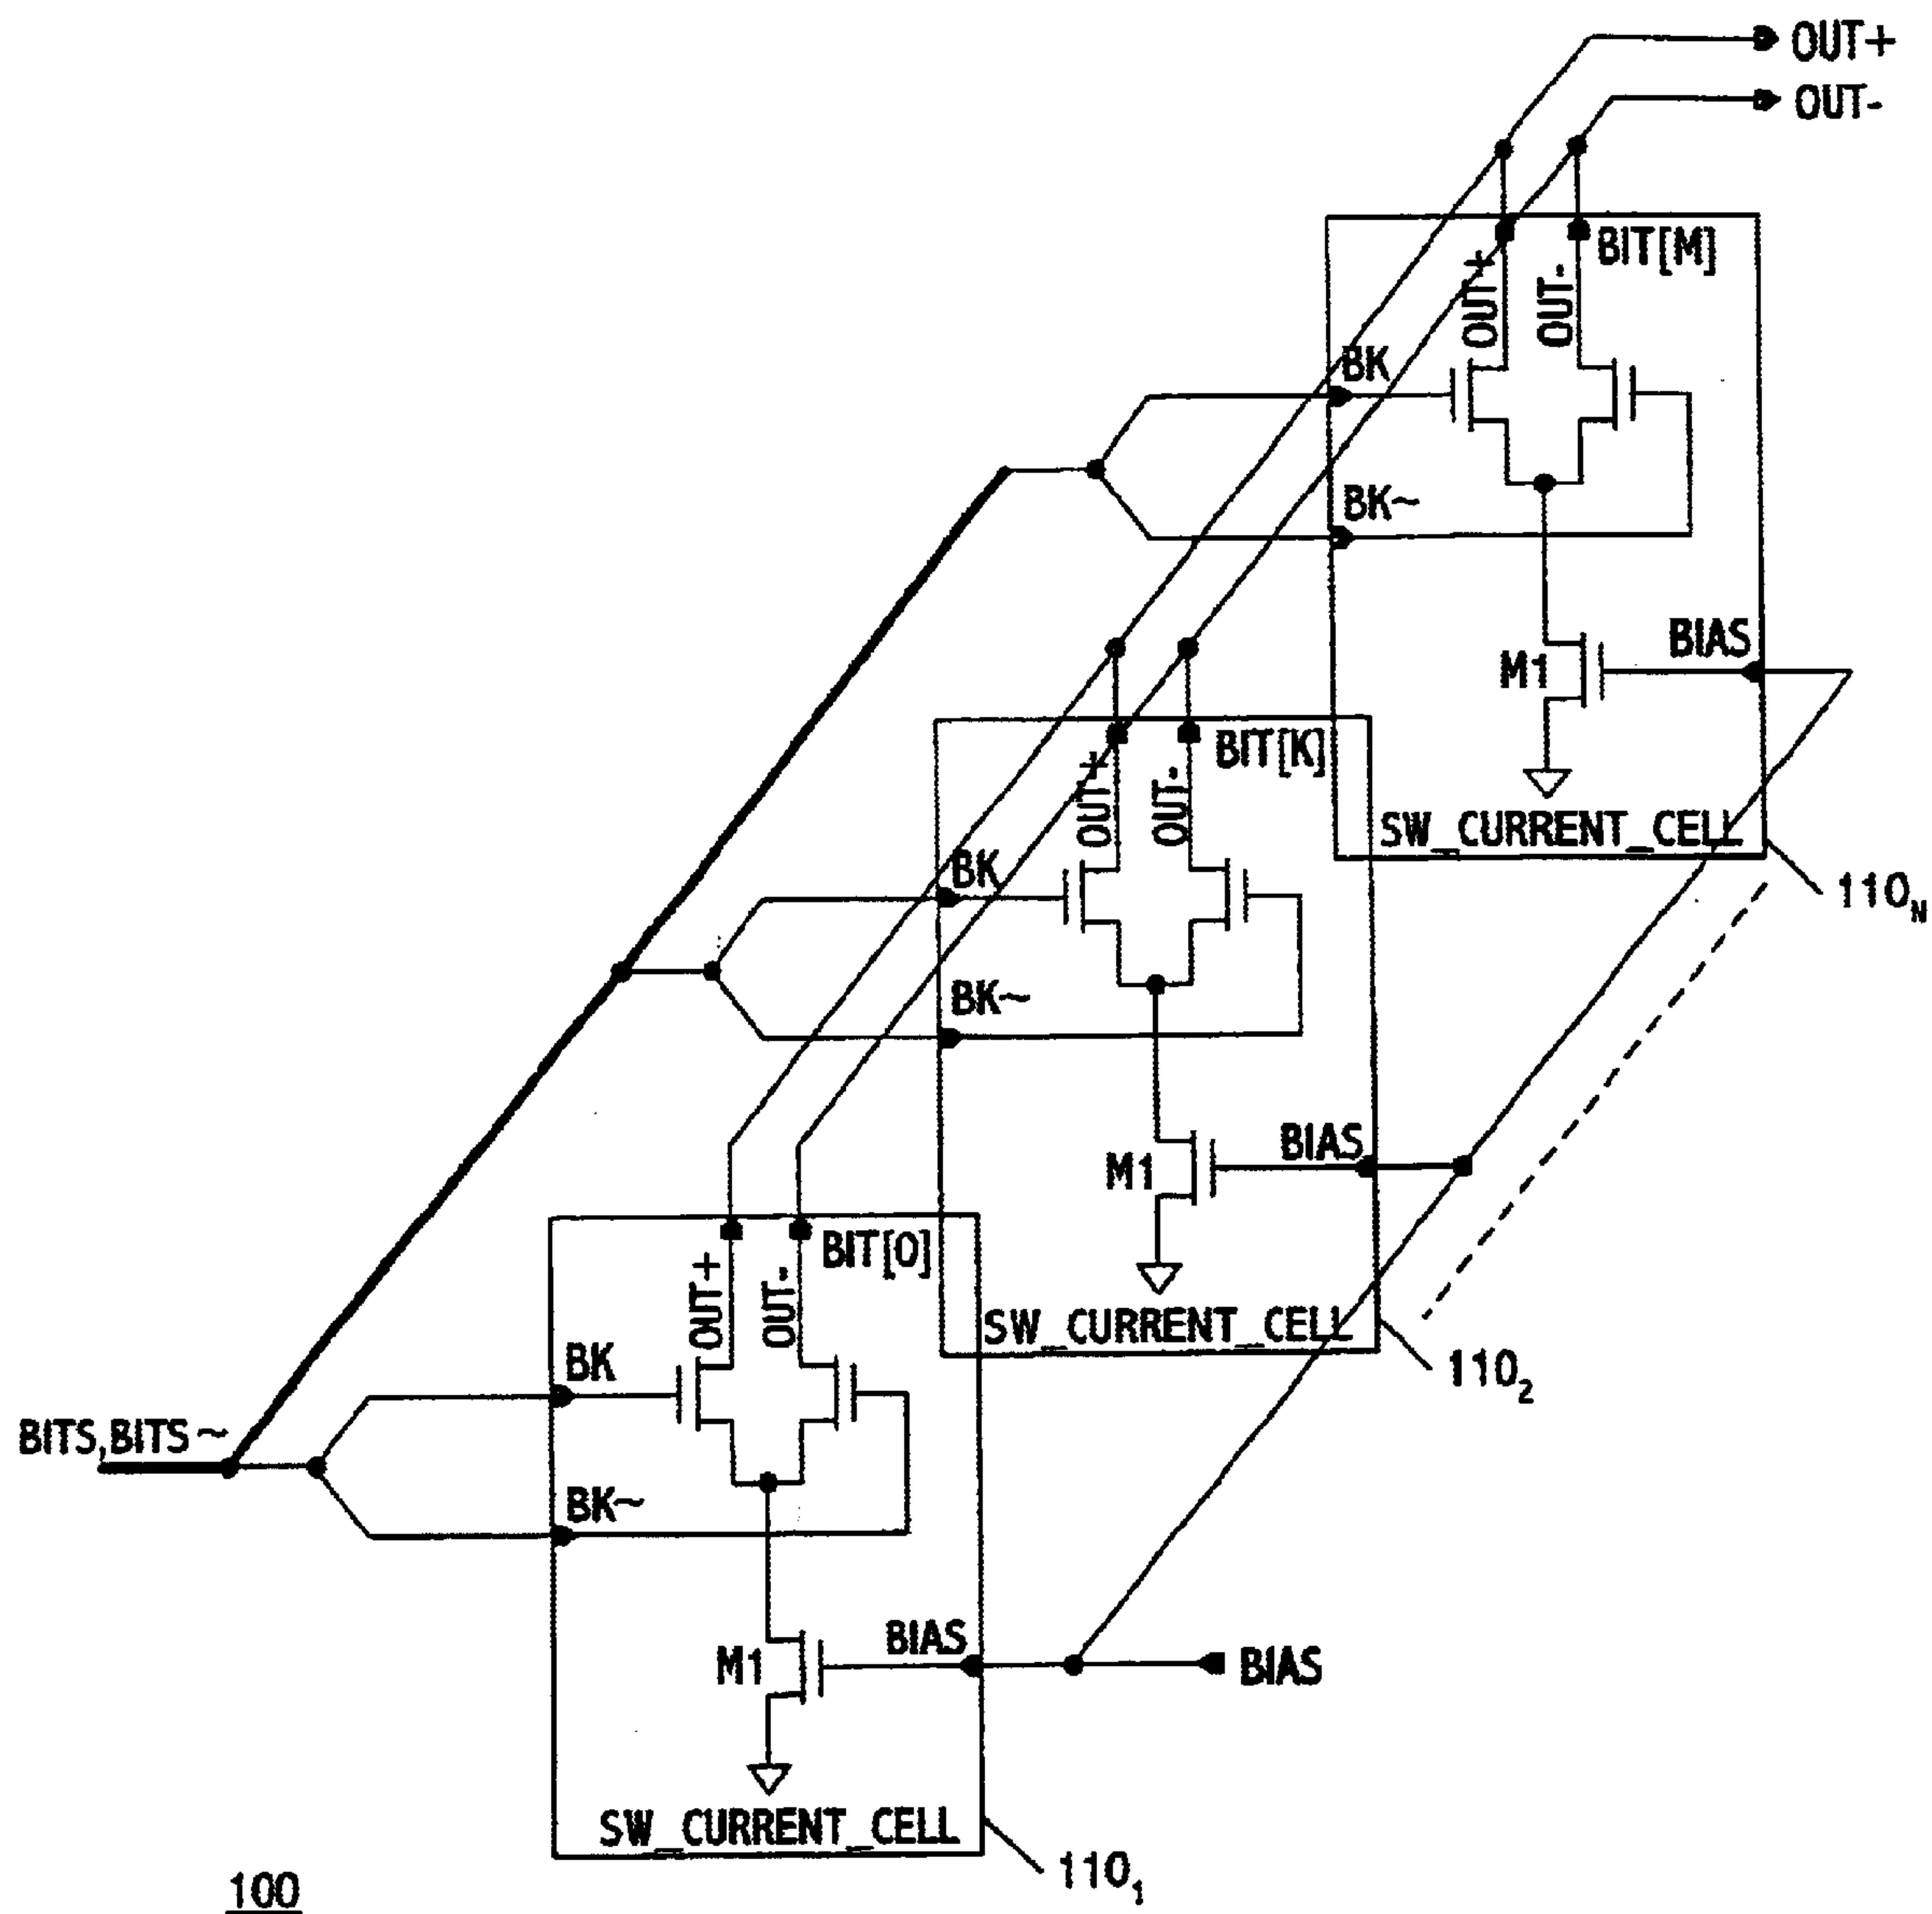 OUT+
OUT-
BIT[M]
OUT+
OUT-
BK
BK~
BIAS
M1
SW_CURRENT_CELL
110N
BIT[K]
OUT+
OUT-
BK
BK~
BIAS
M1
SW_CURRENT_CELL
1102
BIT[0]
OUT+
OUT-
BK
BITS,BITS~
BK~
BIAS
M1
BIAS
SW_CURRENT_CELL
1101
100